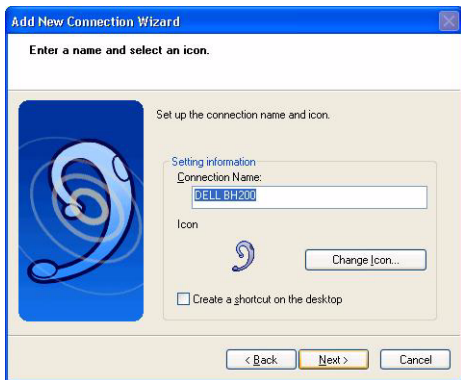 Add New Connection Wizard
Enter a name and select an icon.
Set up the connection name and icon.
Setting information
Connection Name:
DELL BH200
Icon
Change Icon...
Create a shortcut on the desktop
< Back
Next >
Cancel